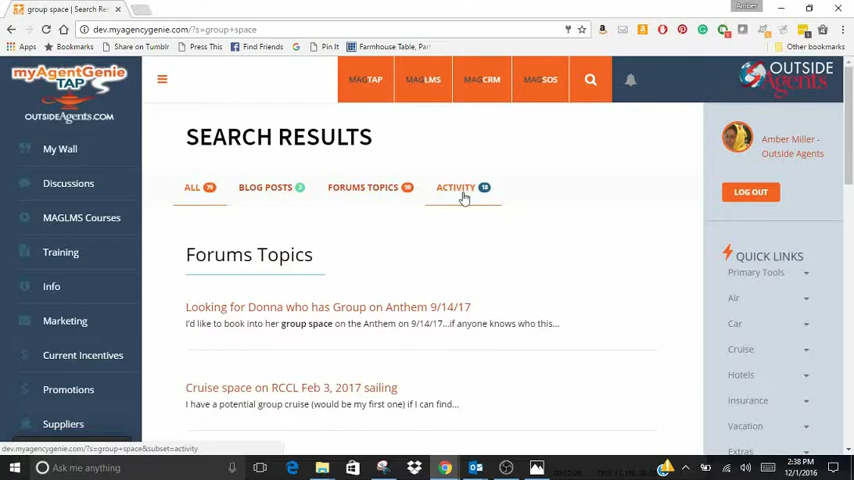 Amber
group space | Search Res
dev.myagencygenie.com/?s=group+space
Apps
Bookmarks
Share on Tumblr
Press This
Find Friends
Pin It
Farmhouse Table, Par
Other bookmarks
myAgentGenie
TAP
OUTSIDEAGENTS.COM
MAGTAP
MAGLMS
MAGCRM
MAGSOS
OUTSIDE
Agents
My Wall
Discussions
MAGLMS Courses
Training
Info
Marketing
Current Incentives
Promotions
Suppliers
SEARCH RESULTS
ALL
BLOG POSTS
FORUMS TOPICS
ACTIVITY 18
Forums Topics
Looking for Donna who has Group on Anthem 9/14/17
I'd like to book into her group space on the Anthem on 9/14/17...if anyone knows who this...
Cruise space on RCCL Feb 3, 2017 sailing
I have a potential group cruise (would be my first one) if I can find...
Amber Miller -
Outside Agents
LOG OUT
QUICK LINKS
Primary Tools
Air
Car
Cruise
Hotels
Insurance
Vacation
Extras
dev.myagencygenie.com/?s=group+space&subset=activity
Ask me anything
2:38 PM
12/1/2016